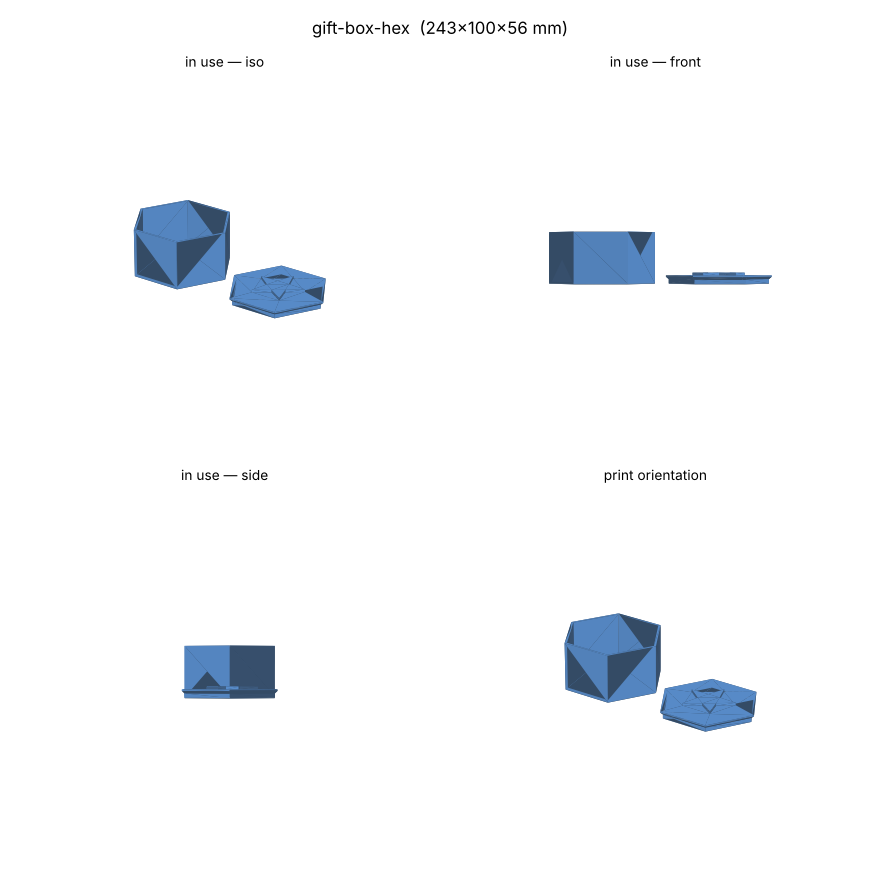 gift-box-hex  (243×100×56 mm)
in use — iso
in use — front
in use — side
print orientation